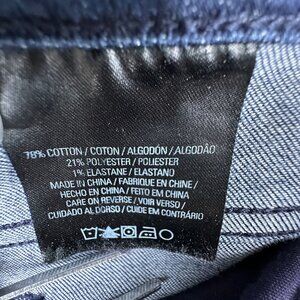 78% COTTON / COTON / ALGODÓN / ALGODÃO
21% POLYESTER / POLIESTER
1% ELASTANE / ELASTANO
MADE IN CHINA / FABRIQUE EN CHINE /
HECHO EN CHINA / FEITO EM CHINA
CARE ON REVERSE / VOIR VERSO /
CUIDADO AL DORSO / CUIDE EM CONTRÁRIO